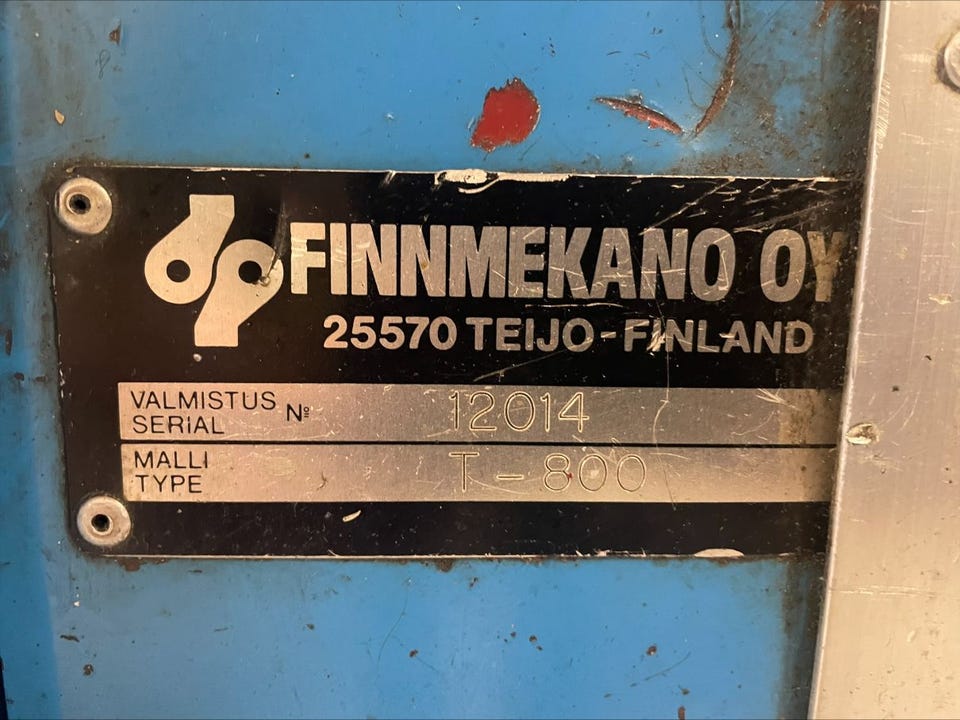 FINNMEKANO OY
25570 TEIJO-FINLAND
VALMISTUS
SERIAL Nº 12014
MALLI
TYPE T-800